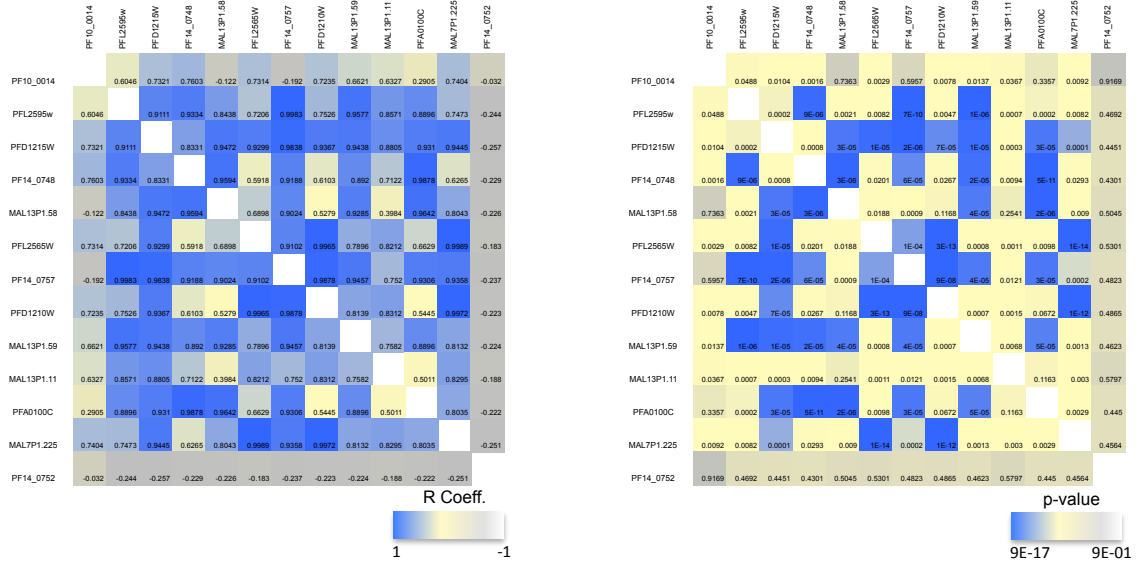 PF10_0014 PFL2595w PFD1215W PF14_0748 MAL13P1.58 PFL2565W PF14_0757 PFD1210W MAL13P1.59 MAL13P1.11 PFA0100C MAL7P1.225 PF14_0752
PF10_0014 0.6046 0.7321 0.7603 -0.122 0.7314 -0.192 0.7235 0.6621 0.6327 0.2905 0.7404 -0.032
PFL2595w 0.6046 0.9111 0.9334 0.8438 0.7206 0.9983 0.7526 0.9577 0.8571 0.8896 0.7473 -0.244
PFD1215W 0.7321 0.9111 0.8331 0.9472 0.9299 0.9838 0.9367 0.9438 0.8805 0.931 0.9445 -0.257
PF14_0748 0.7603 0.9334 0.8331 0.9594 0.5918 0.9188 0.6103 0.892 0.7122 0.9878 0.6265 -0.229
MAL13P1.58 -0.122 0.8438 0.9472 0.9594 0.6898 0.9024 0.5279 0.9285 0.3984 0.9642 0.8043 -0.226
PFL2565W 0.7314 0.7206 0.9299 0.5918 0.6898 0.9102 0.9965 0.7896 0.8212 0.6629 0.9989 -0.183
PF14_0757 -0.192 0.9983 0.9838 0.9188 0.9024 0.9102 0.9878 0.9457 0.752 0.9306 0.9358 -0.237
PFD1210W 0.7235 0.7526 0.9367 0.6103 0.5279 0.9965 0.9878 0.8139 0.8312 0.5445 0.9972 -0.223
MAL13P1.59 0.6621 0.9577 0.9438 0.892 0.9285 0.7896 0.9457 0.8139 0.7582 0.8896 0.8132 -0.224
MAL13P1.11 0.6327 0.8571 0.8805 0.7122 0.3984 0.8212 0.752 0.8312 0.7582 0.5011 0.8295 -0.188
PFA0100C 0.2905 0.8896 0.931 0.9878 0.9642 0.6629 0.9306 0.5445 0.8896 0.5011 0.8035 -0.222
MAL7P1.225 0.7404 0.7473 0.9445 0.6265 0.8043 0.9989 0.9358 0.9972 0.8132 0.8295 0.8035 -0.251
PF14_0752 -0.032 -0.244 -0.257 -0.229 -0.226 -0.183 -0.237 -0.223 -0.224 -0.188 -0.222 -0.251
R Coeff.
1 -1
PF10_0014 PFL2595w PFD1215W PF14_0748 MAL13P1.58 PFL2565W PF14_0757 PFD1210W MAL13P1.59 MAL13P1.11 PFA0100C MAL7P1.225 PF14_0752
PF10_0014 0.0488 0.0104 0.0016 0.7363 0.0029 0.5957 0.0078 0.0137 0.0367 0.3357 0.0092 0.9169
PFL2595w 0.0488 0.0002 9E-06 0.0021 0.0082 7E-10 0.0047 1E-06 0.0007 0.0002 0.0082 0.4692
PFD1215W 0.0104 0.0002 0.0008 3E-05 1E-05 2E-06 7E-05 1E-05 0.0003 3E-05 0.0001 0.4451
PF14_0748 0.0016 9E-06 0.0008 3E-06 0.0201 6E-05 0.0267 2E-05 0.0094 5E-11 0.0293 0.4301
MAL13P1.58 0.7363 0.0021 3E-05 3E-06 0.0188 0.0009 0.1168 4E-05 0.2541 2E-06 0.009 0.5045
PFL2565W 0.0029 0.0082 1E-05 0.0201 0.0188 1E-04 3E-13 0.0008 0.0011 0.0098 1E-14 0.5301
PF14_0757 0.5957 7E-10 2E-06 6E-05 0.0009 1E-04 9E-08 4E-05 0.0121 3E-05 0.0002 0.4823
PFD1210W 0.0078 0.0047 7E-05 0.0267 0.1168 3E-13 9E-08 0.0007 0.0015 0.0672 1E-12 0.4865
MAL13P1.59 0.0137 1E-06 1E-05 2E-05 4E-05 0.0008 4E-05 0.0007 0.0068 5E-05 0.0013 0.4623
MAL13P1.11 0.0367 0.0007 0.0003 0.0094 0.2541 0.0011 0.0121 0.0015 0.0068 0.1163 0.003 0.5797
PFA0100C 0.3357 0.0002 3E-05 5E-11 2E-06 0.0098 3E-05 0.0672 5E-05 0.1163 0.0029 0.445
MAL7P1.225 0.0092 0.0082 0.0001 0.0293 0.009 1E-14 0.0002 1E-12 0.0013 0.003 0.0029 0.4564
PF14_0752 0.9169 0.4692 0.4451 0.4301 0.5045 0.5301 0.4823 0.4865 0.4623 0.5797 0.445 0.4564
p-value
9E-17 9E-01